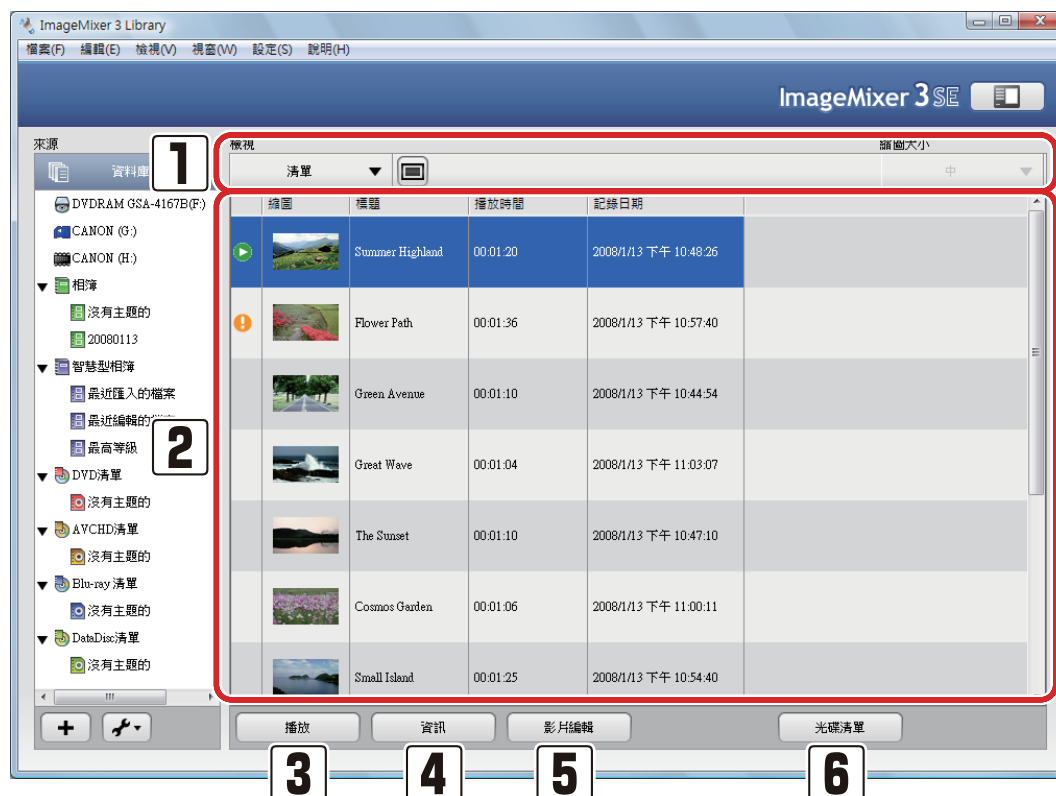 ImageMixer 3 Library
檔案(F) 編輯(E) 檢視(V) 視窗(W) 設定(S) 說明(H)
ImageMixer 3 SE
來源
1
檢視
縮圖大小
資料庫
清單
中
DVDRAM GSA-4167B(F:)
CANON (G:)
CANON (H:)
相簿
沒有主題的
20080113
智慧型相簿
最近匯入的檔案
最近編輯的
2
最高等級
DVD清單
沒有主題的
AVCHD清單
沒有主題的
Blu-ray 清單
沒有主題的
DataDisc清單
沒有主題的
縮圖 標題 播放時間 記錄日期
Summer Highland 00:01:20 2008/1/13 下午 10:48:26
Flower Path 00:01:36 2008/1/13 下午 10:57:40
Green Avenue 00:01:10 2008/1/13 下午 10:44:54
Great Wave 00:01:04 2008/1/13 下午 11:03:07
The Sunset 00:01:10 2008/1/13 下午 10:47:10
Cosmos Garden 00:01:06 2008/1/13 下午 11:00:11
Small Island 00:01:25 2008/1/13 下午 10:54:40
播放 資訊 影片編輯 光碟清單
3 4 5 6